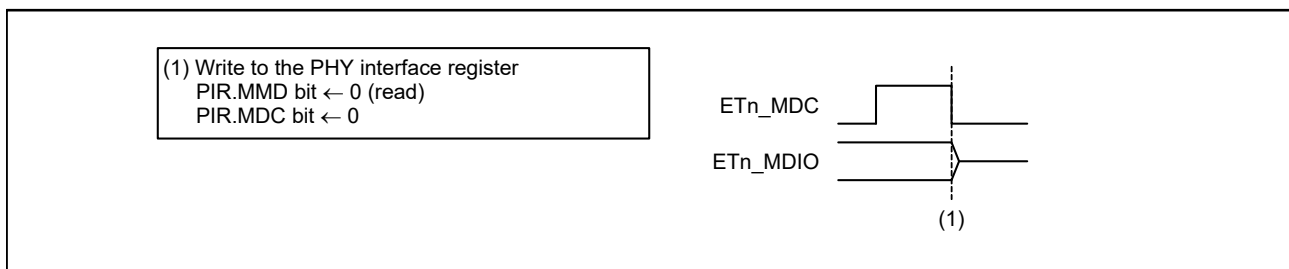 (1) Write to the PHY interface register
PIR.MMD bit ← 0 (read)
PIR.MDC bit ← 0
ETn_MDC
ETn_MDIO
(1)